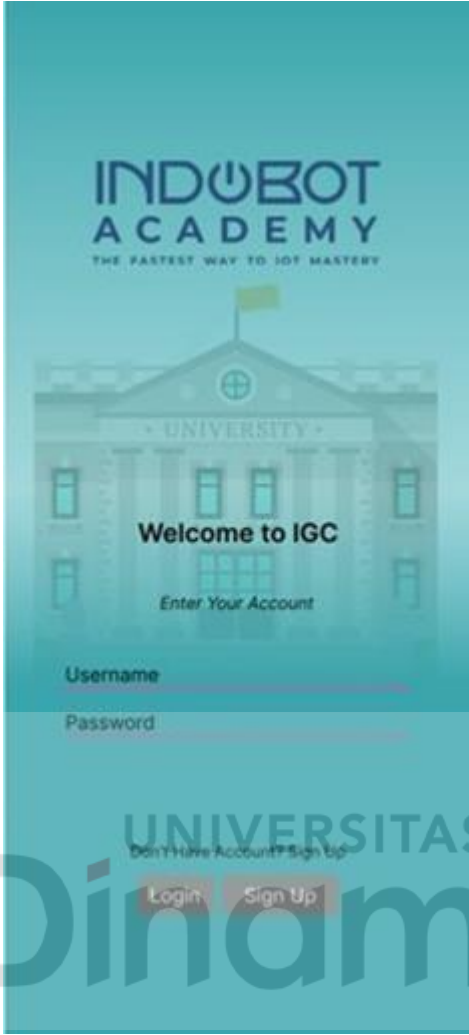 INDOBOT
ACADEMY
THE FASTEST WAY TO IOT MASTERY
• UNIVERSITY •
Welcome to IGC
Enter Your Account
Username
Password
UNIVERSITAS
Don't Have Account? Sign Up
Dinam
Login Sign Up